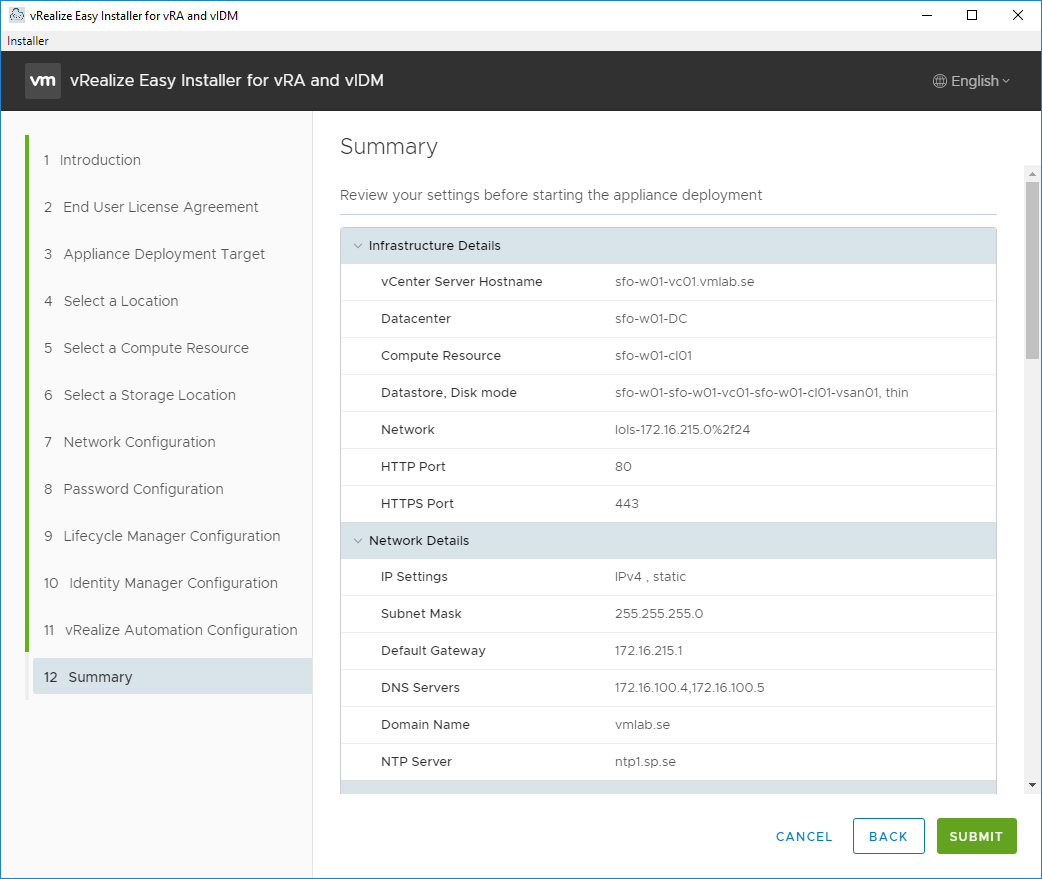 vRealize Easy Installer for vRA and vIDM
Installer
vm vRealize Easy Installer for vRA and vIDM
English
1 Introduction
2 End User License Agreement
3 Appliance Deployment Target
4 Select a Location
5 Select a Compute Resource
6 Select a Storage Location
7 Network Configuration
8 Password Configuration
9 Lifecycle Manager Configuration
10 Identity Manager Configuration
11 vRealize Automation Configuration
12 Summary
Summary
Review your settings before starting the appliance deployment
Infrastructure Details
vCenter Server Hostname sfo-w01-vc01.vmlab.se
Datacenter sfo-w01-DC
Compute Resource sfo-w01-cl01
Datastore, Disk mode sfo-w01-sfo-w01-vc01-sfo-w01-cl01-vsan01, thin
Network lols-172.16.215.0%2f24
HTTP Port 80
HTTPS Port 443
Network Details
IP Settings IPv4 , static
Subnet Mask 255.255.255.0
Default Gateway 172.16.215.1
DNS Servers 172.16.100.4,172.16.100.5
Domain Name vmlab.se
NTP Server ntp1.sp.se
CANCEL BACK SUBMIT